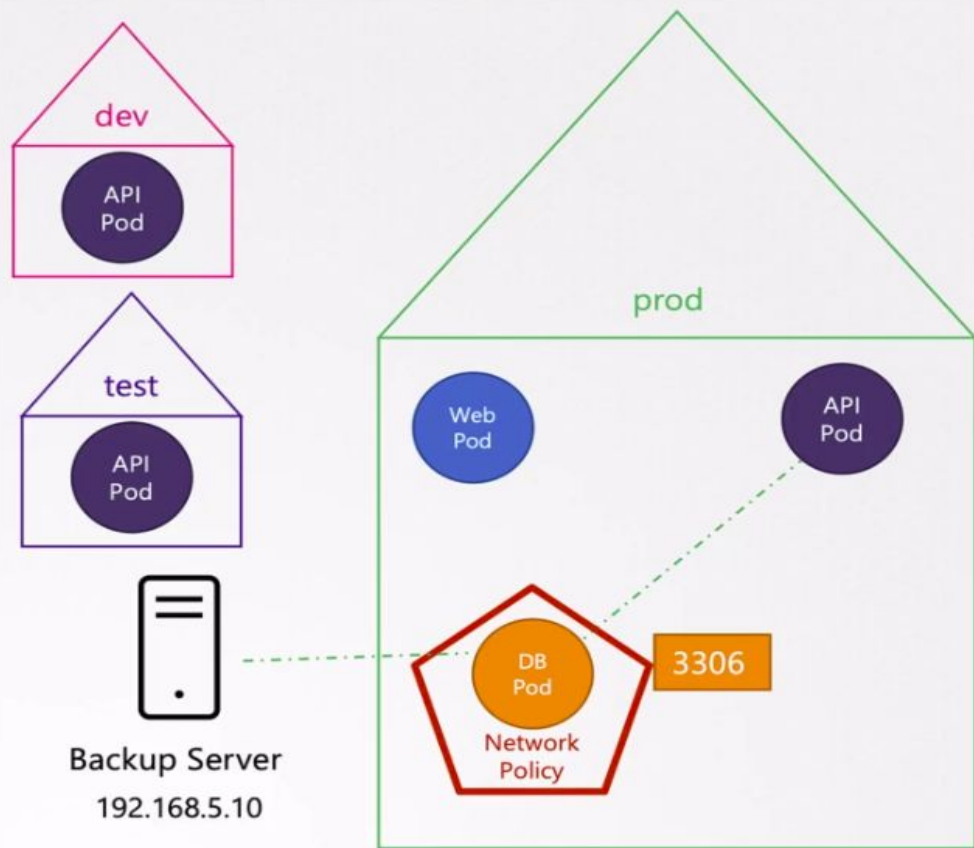 dev
API
Pod
test
API
Pod
prod
Web
Pod
API
Pod
DB
Pod
3306
Network
Policy
Backup Server
192.168.5.10